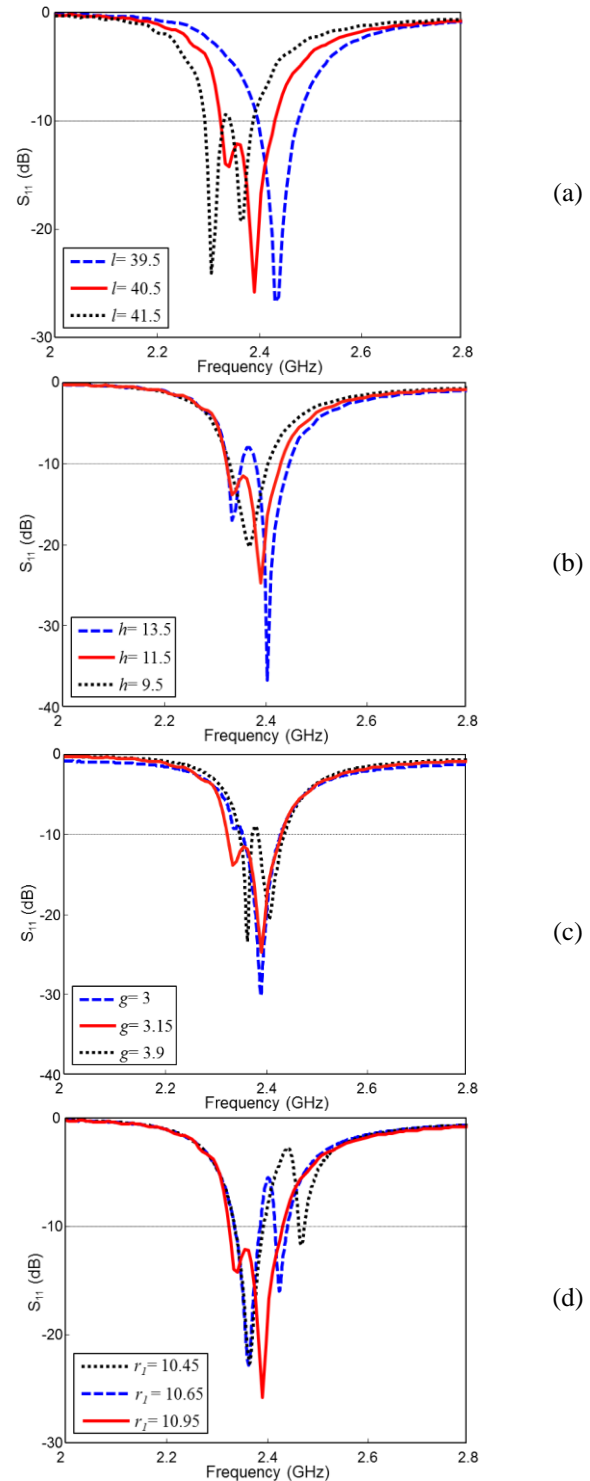 0
-10
-20
-30
S11 (dB)
l= 39.5
l= 40.5
l= 41.5
2
2.2
2.4
2.6
2.8
Frequency (GHz)
(a)
0
-10
-20
-30
-40
S11 (dB)
h= 13.5
h= 11.5
h= 9.5
2
2.2
2.4
2.6
2.8
Frequency (GHz)
(b)
0
-10
-20
-30
-40
S11 (dB)
g= 3
g= 3.15
g= 3.9
2
2.2
2.4
2.6
2.8
Frequency (GHz)
(c)
0
-10
-20
-30
S11 (dB)
r1= 10.45
r1= 10.65
r1= 10.95
2
2.2
2.4
2.6
2.8
Frequency (GHz)
(d)